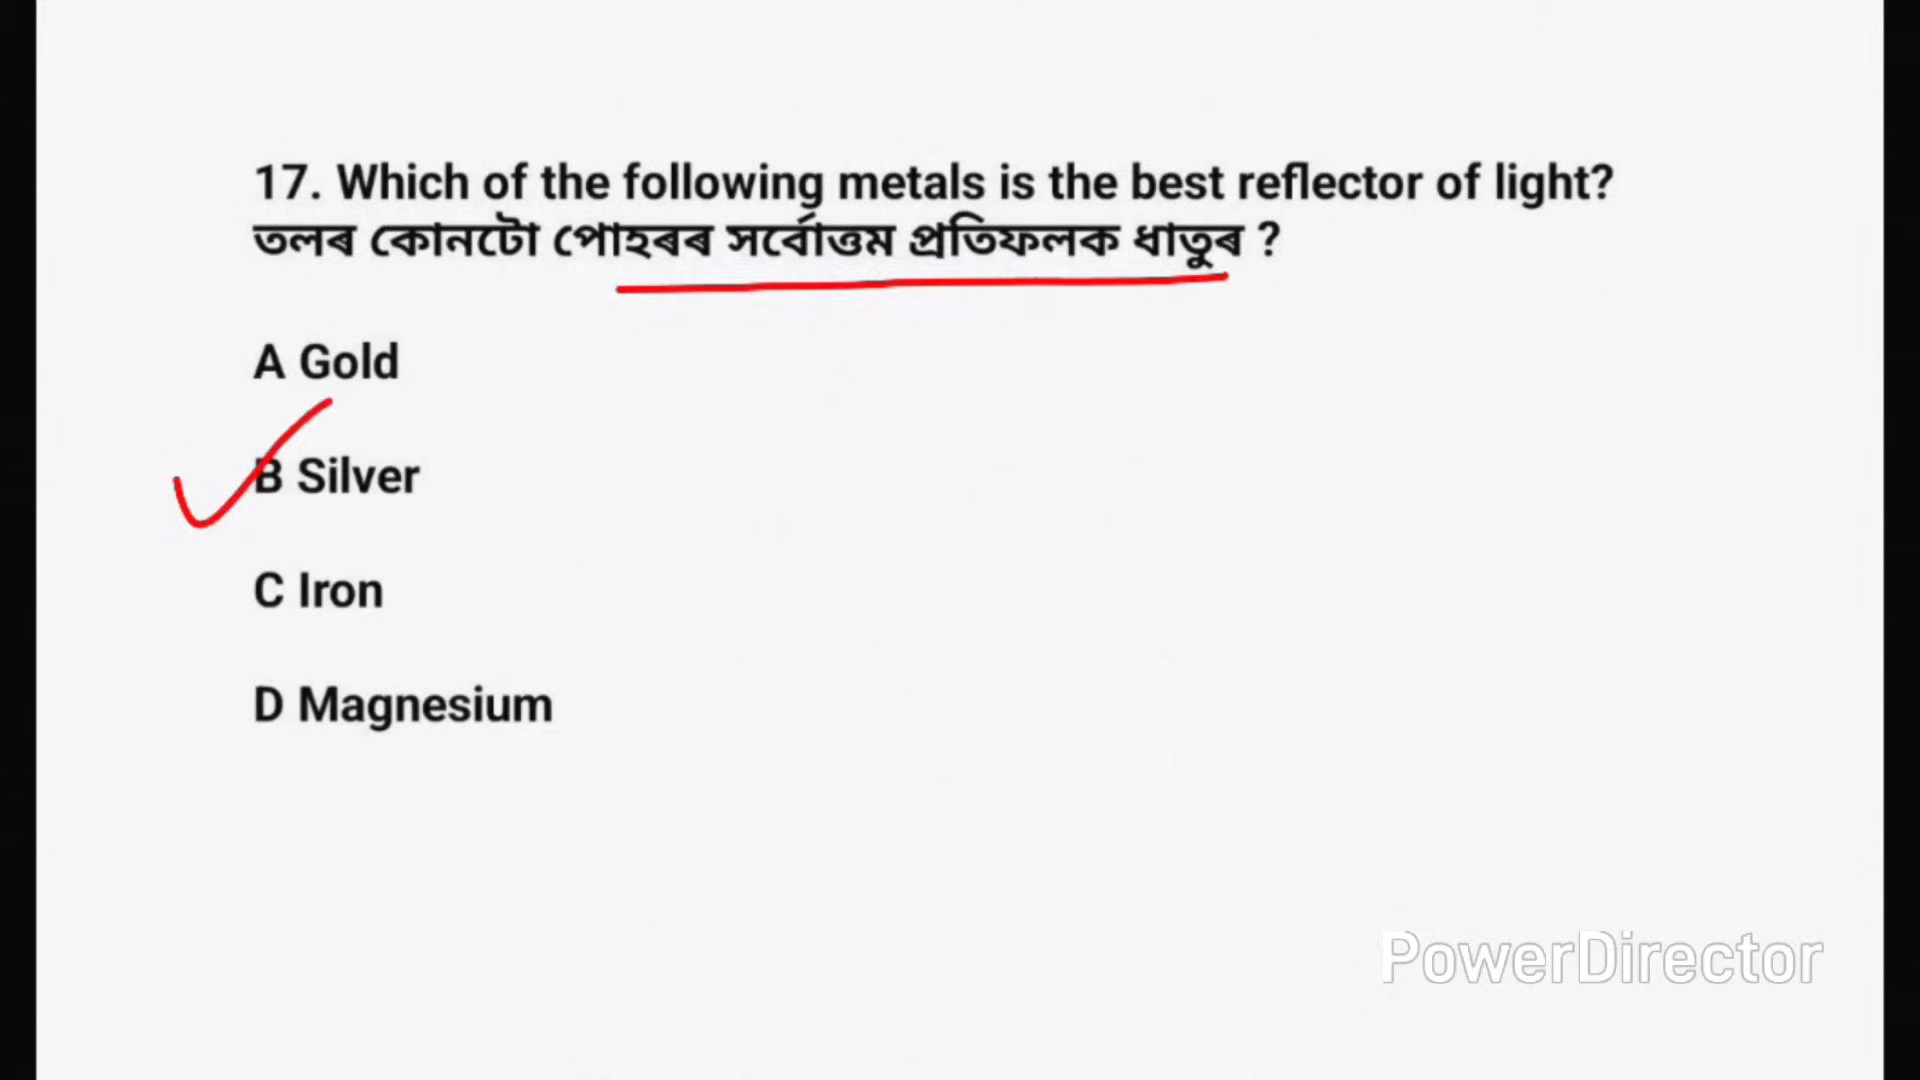 17. Which of the following metals is the best reflector of light?
তলৰ কোনটো পোহৰৰ সৰ্বোত্তম প্ৰতিফলক ধাতুৰ ?
A Gold
B Silver
C Iron
D Magnesium
PowerDirector